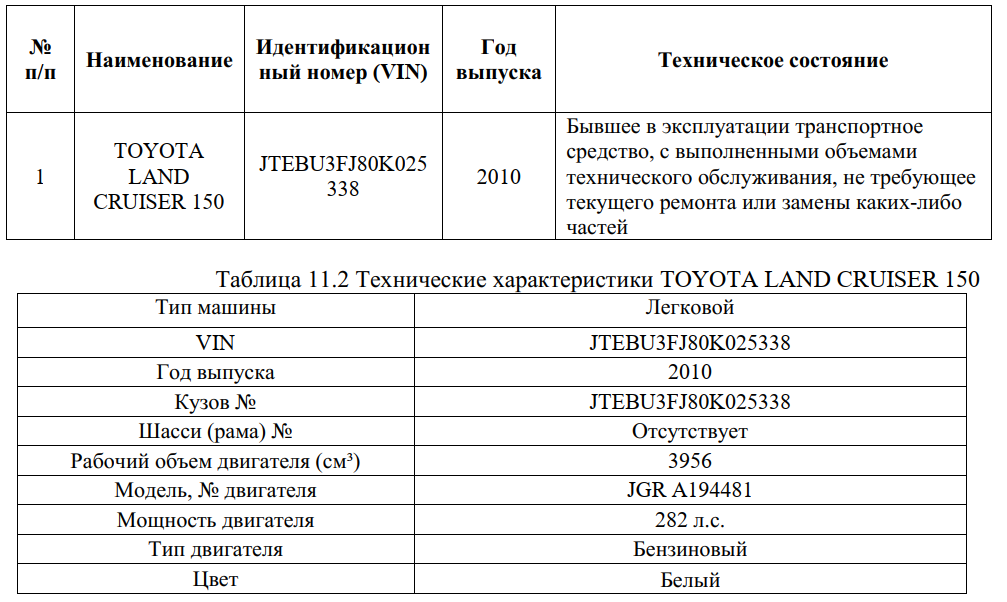 № п/п
Наименование
Идентификацион
ный номер (VIN)
Год
выпуска
Техническое состояние
1
TOYOTA
LAND
CRUISER 150
JTEBU3FJ80K025
338
2010
Бывшее в эксплуатации транспортное
средство, с выполненными объемами
технического обслуживания, не требующее
текущего ремонта или замены каких-либо
частей
Таблица 11.2 Технические характеристики TOYOTA LAND CRUISER 150
Тип машины Легковой
VIN JTEBU3FJ80K025338
Год выпуска 2010
Кузов № JTEBU3FJ80K025338
Шасси (рама) № Отсутствует
Рабочий объем двигателя (см³) 3956
Модель, № двигателя JGR A194481
Мощность двигателя 282 л.с.
Тип двигателя Бензиновый
Цвет Белый